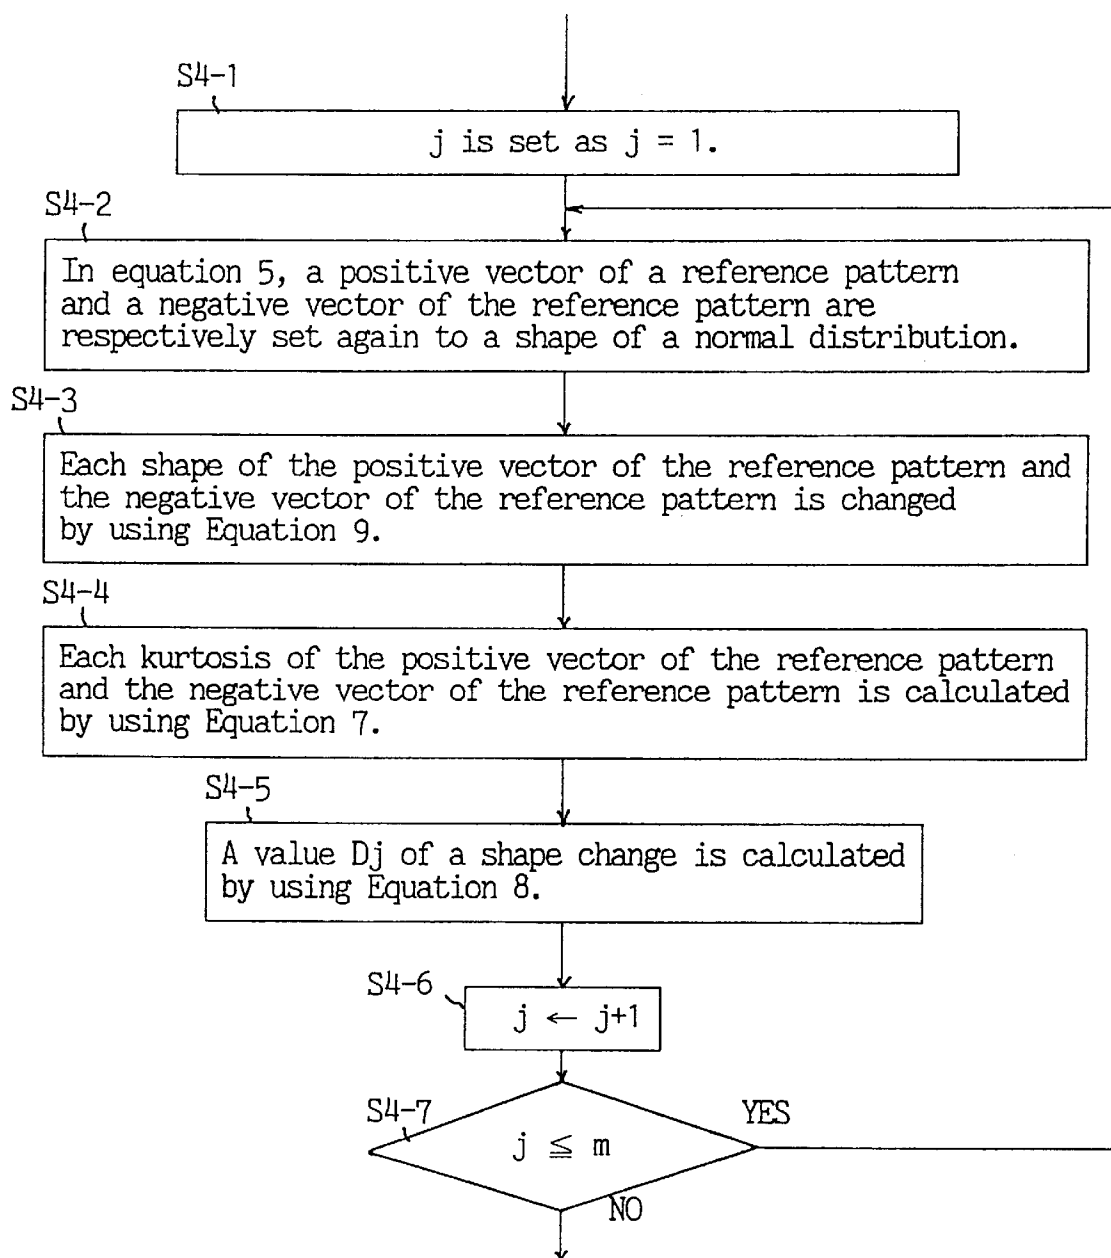 S4-1
j is set as j = 1.
S4-2
In equation 5, a positive vector of a reference pattern
and a negative vector of the reference pattern are
respectively set again to a shape of a normal distribution.
S4-3
Each shape of the positive vector of the reference pattern and
the negative vector of the reference pattern is changed
by using Equation 9.
S4-4
Each kurtosis of the positive vector of the reference pattern
and the negative vector of the reference pattern is calculated
by using Equation 7.
S4-5
A value Dj of a shape change is calculated
by using Equation 8.
S4-6
j ← j+1
S4-7
YES
j ≦ m
NO